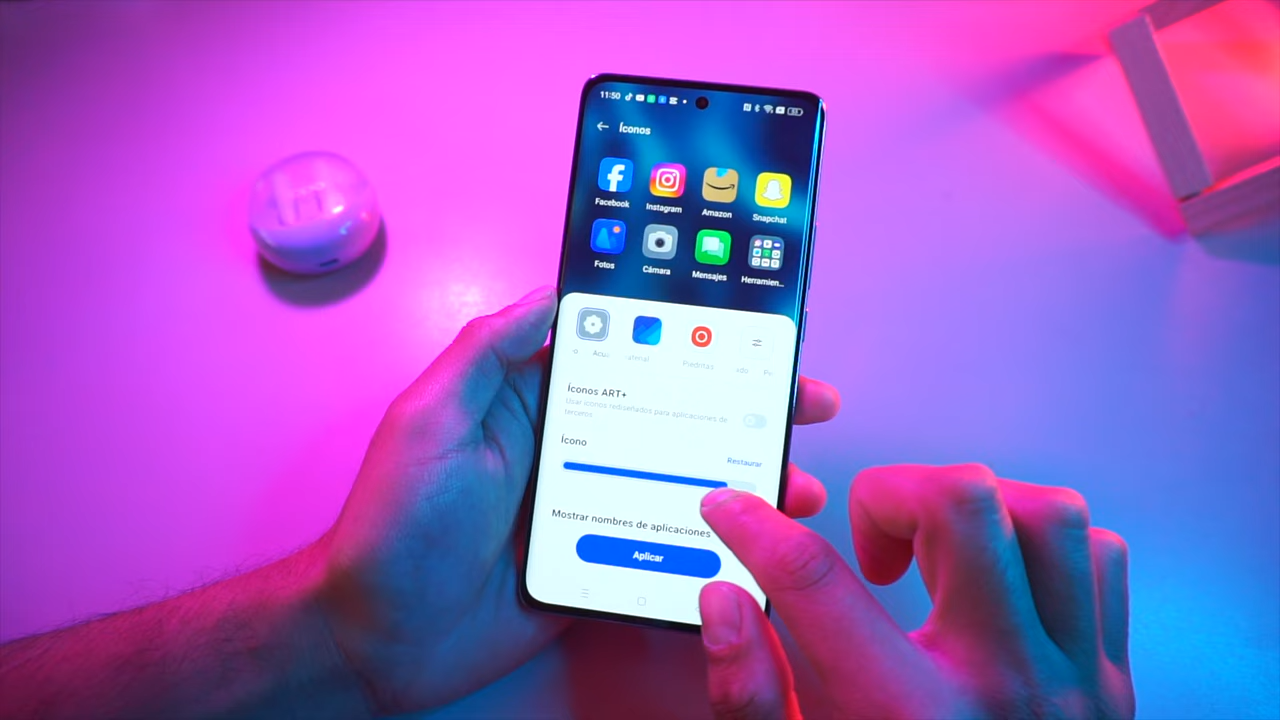 11:50
Íconos
Facebook
Instagram
Amazon
Snapchat
Fotos
Cámara
Mensajes
Herramien...
Piedritas
Íconos ART+
Usar íconos rediseñados para aplicaciones de
terceros
Ícono
Restaurar
Mostrar nombres de aplicaciones
Aplicar